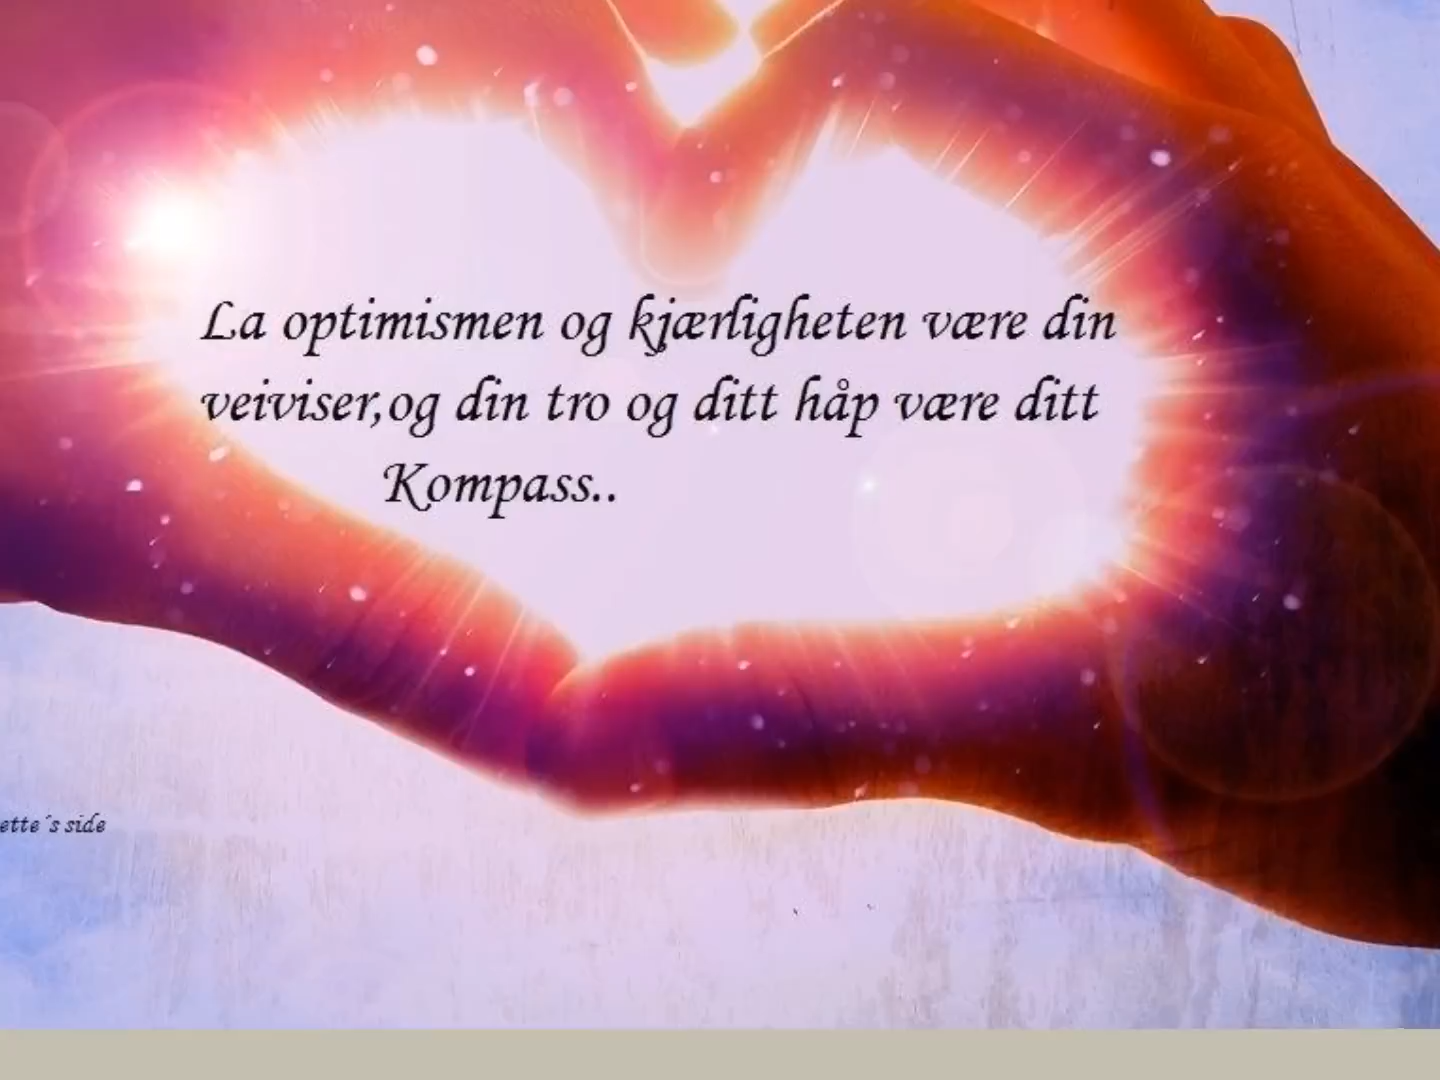 La optimismen og kjærligheten være din
veiviser,og din tro og ditt håp være ditt
Kompass..
ette´s side